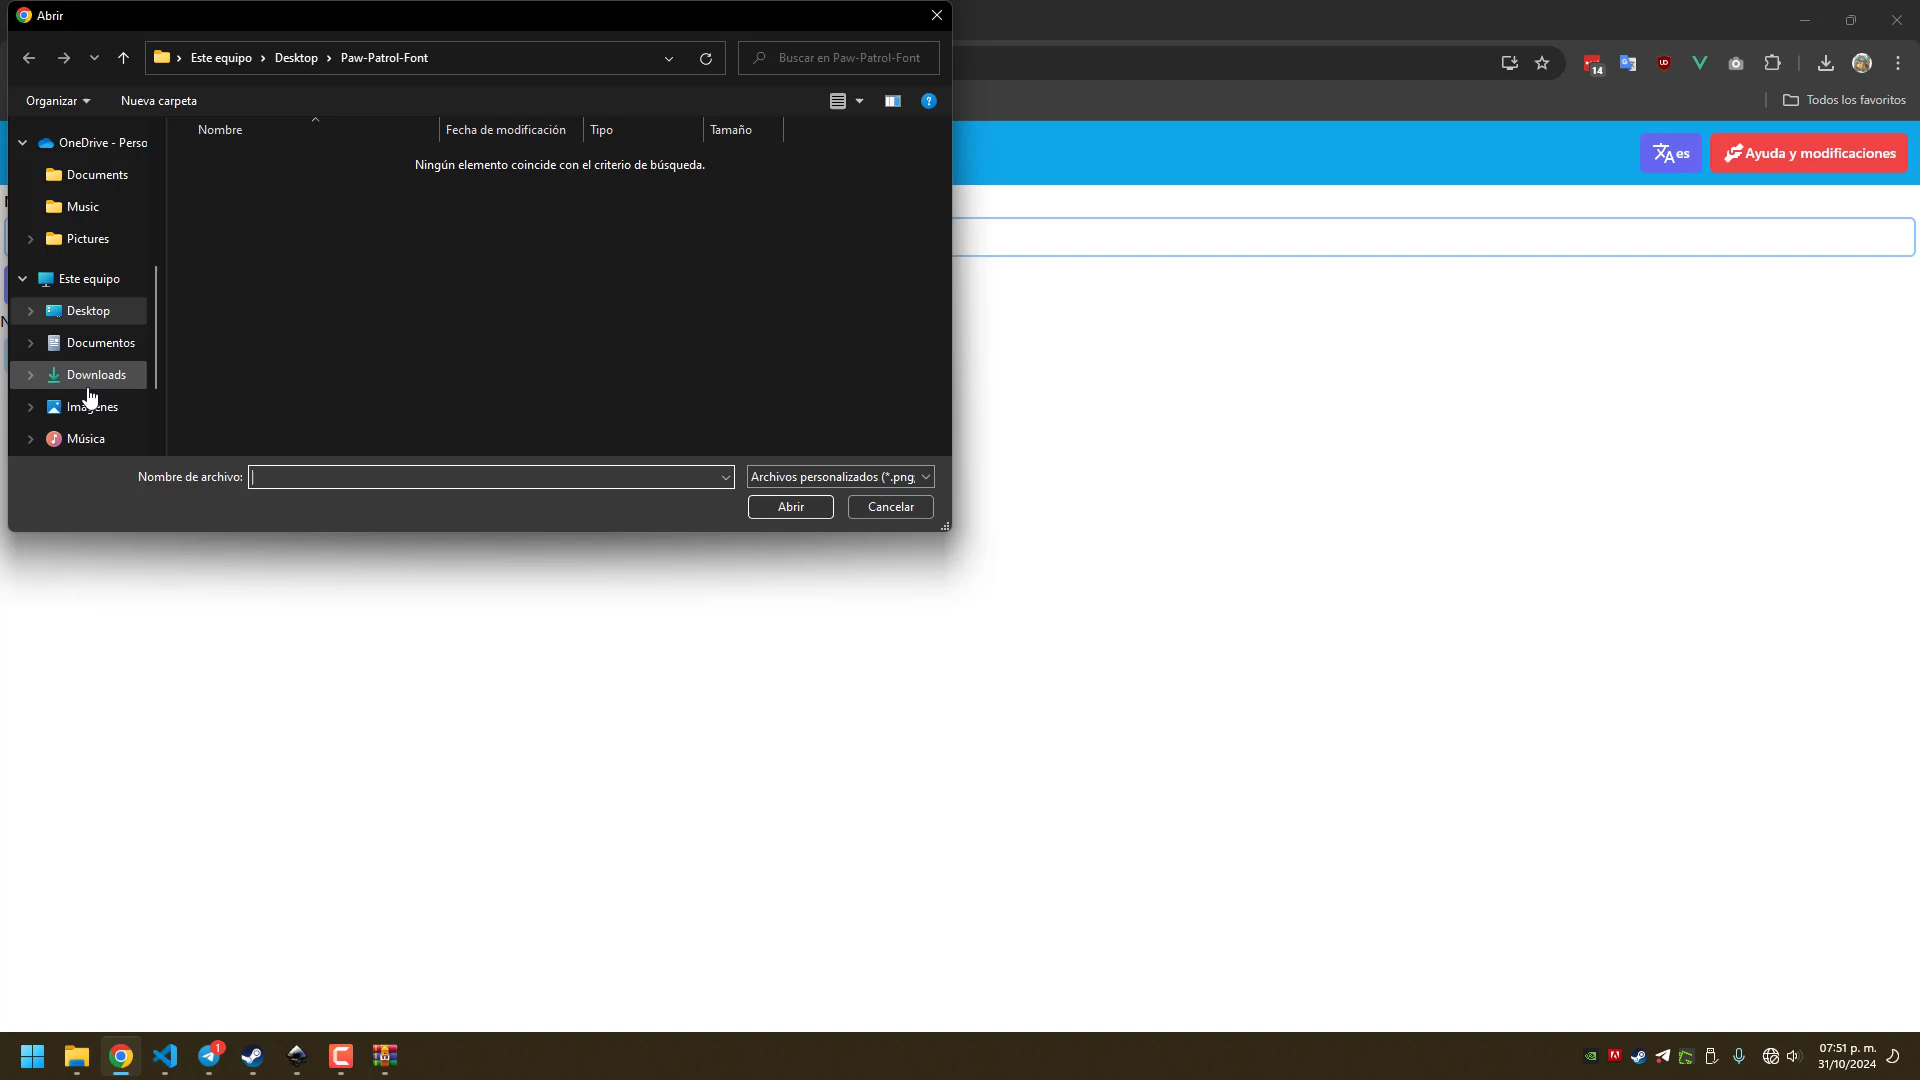 Abrir
Este equipo
Desktop
Paw-Patrol-Font
Buscar en Paw-Patrol-Font
14
Organizar
Nueva carpeta
Todos los favoritos
Nombre
Fecha de modificación
Tipo
Tamaño
Ningún elemento coincide con el criterio de búsqueda.
es
Ayuda y modificaciones
OneDrive - Perso
Documents
Music
Pictures
Este equipo
Desktop
Documentos
Downloads
Imágenes
Música
Nombre de archivo:
Archivos personalizados (*.png;
Abrir
Cancelar
1
07:51 p. m.
31/10/2024